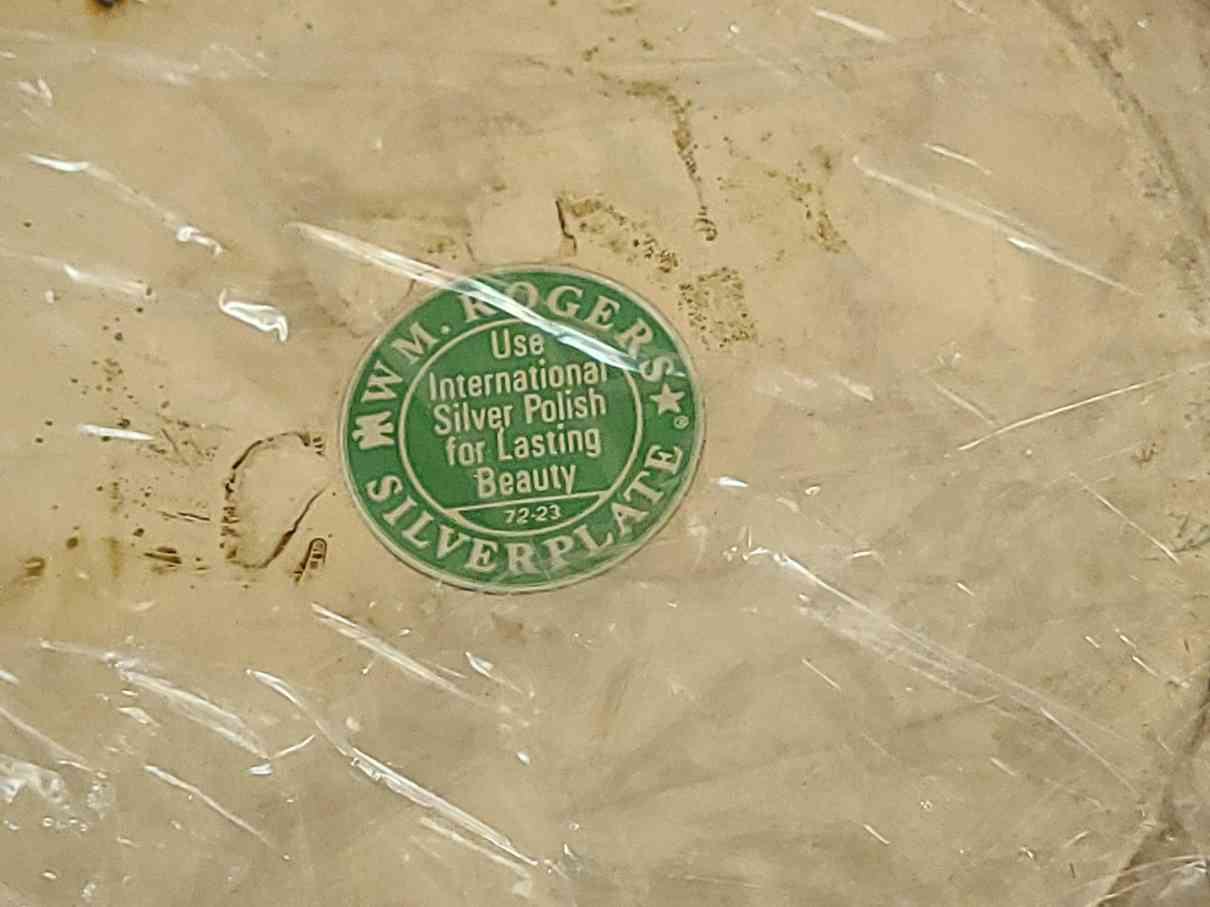 WM. ROGERS
Use
International
Silver Polish
for Lasting
Beauty
72-23
SILVERPLATE
®